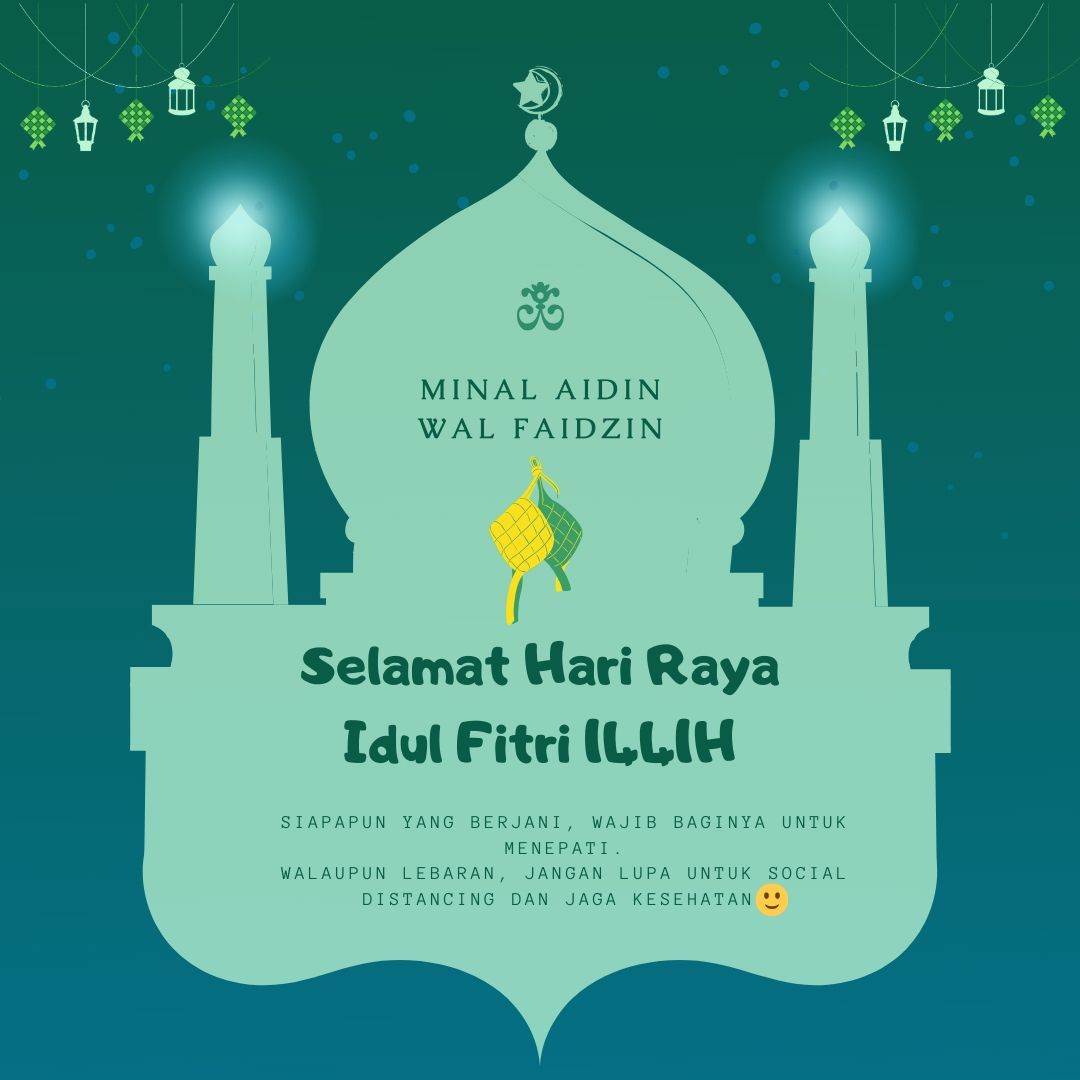 MINAL AIDIN
WAL FAIDZIN
Selamat Hari Raya
Idul Fitri 1441H
SIAPAPUN YANG BERJANI, WAJIB BAGINYA UNTUK
MENEPATI.
WALAUPUN LEBARAN, JANGAN LUPA UNTUK SOCIAL
DISTANCING DAN JAGA KESEHATAN🙂